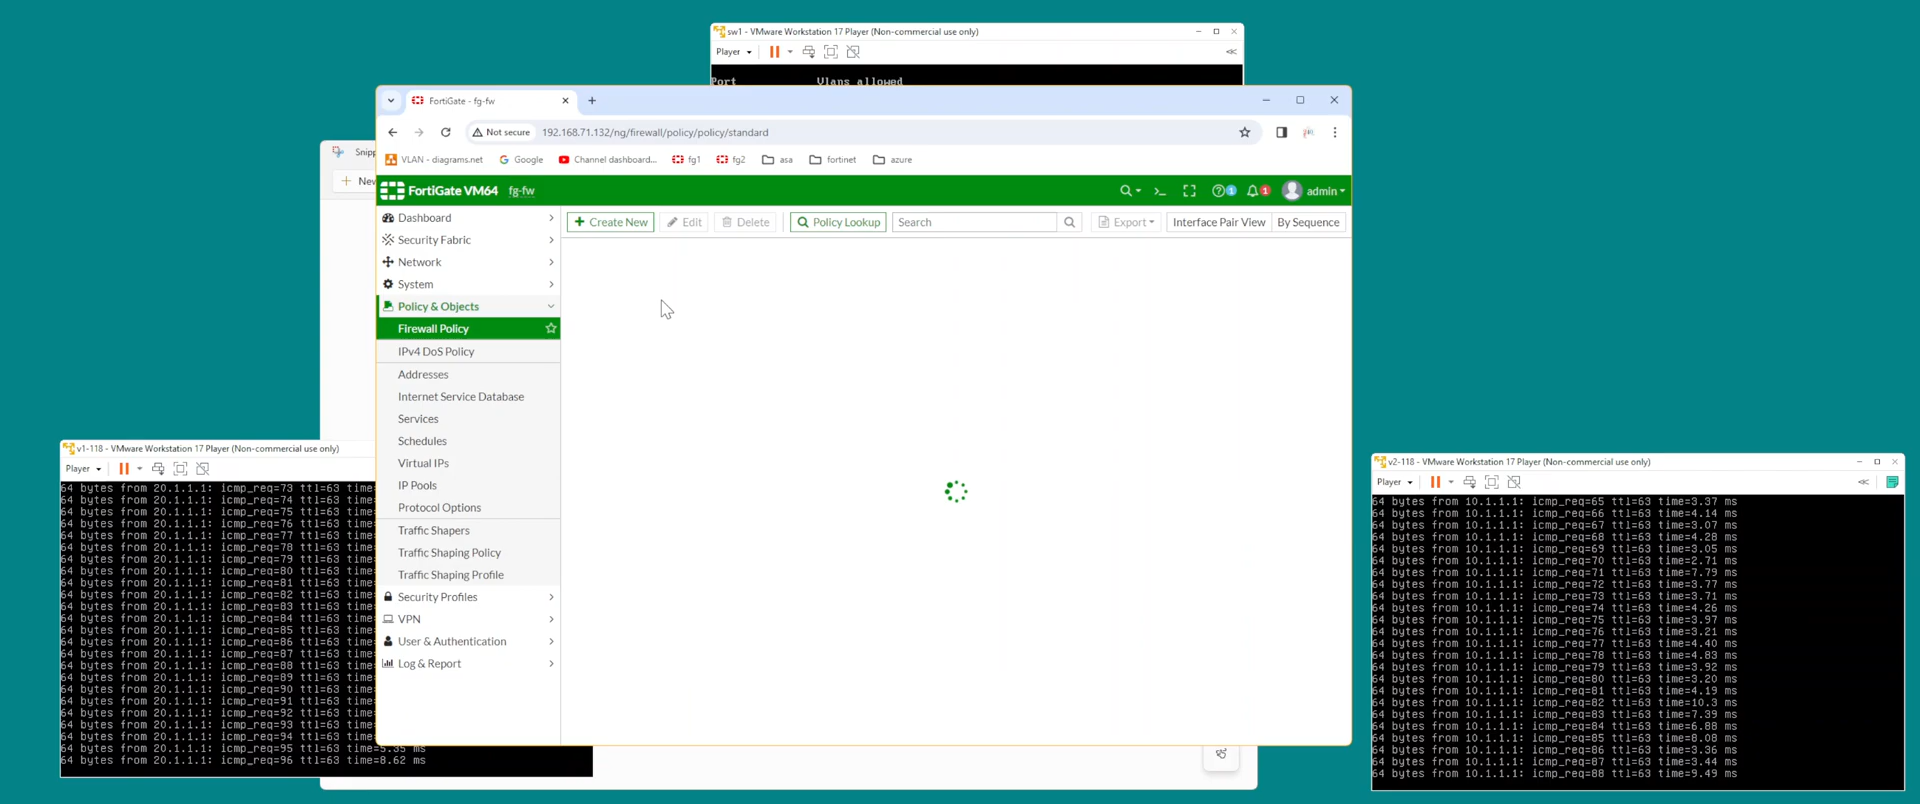 sw1 - VMware Workstation 17 Player (Non-commercial use only)
Player
Port Vlans allowed
FortiGate - fg-fw
Not secure 192.168.71.132/ng/firewall/policy/policy/standard
VLAN - diagrams.net Google Channel dashboard... fg1 fg2 asa fortinet azure
Snipp
New
FortiGate VM64 fg-fw
>_ 1 1 admin
Create New Edit Delete Policy Lookup Search Export Interface Pair View By Sequence
Dashboard
Security Fabric
Network
System
Policy & Objects
Firewall Policy
IPv4 DoS Policy
Addresses
Internet Service Database
Services
Schedules
Virtual IPs
IP Pools
Protocol Options
Traffic Shapers
Traffic Shaping Policy
Traffic Shaping Profile
Security Profiles
VPN
User & Authentication
Log & Report
v1-118 - VMware Workstation 17 Player (Non-commercial use only)
Player
64 bytes from 20.1.1.1: icmp_req=73 ttl=63 time=
64 bytes from 20.1.1.1: icmp_req=74 ttl=63 time=
64 bytes from 20.1.1.1: icmp_req=75 ttl=63 time=
64 bytes from 20.1.1.1: icmp_req=76 ttl=63 time=
64 bytes from 20.1.1.1: icmp_req=77 ttl=63 time=
64 bytes from 20.1.1.1: icmp_req=78 ttl=63 time=
64 bytes from 20.1.1.1: icmp_req=79 ttl=63 time=
64 bytes from 20.1.1.1: icmp_req=80 ttl=63 time=
64 bytes from 20.1.1.1: icmp_req=81 ttl=63 time=
64 bytes from 20.1.1.1: icmp_req=82 ttl=63 time=
64 bytes from 20.1.1.1: icmp_req=83 ttl=63 time=
64 bytes from 20.1.1.1: icmp_req=84 ttl=63 time=
64 bytes from 20.1.1.1: icmp_req=85 ttl=63 time=
64 bytes from 20.1.1.1: icmp_req=86 ttl=63 time=
64 bytes from 20.1.1.1: icmp_req=87 ttl=63 time=
64 bytes from 20.1.1.1: icmp_req=88 ttl=63 time=
64 bytes from 20.1.1.1: icmp_req=89 ttl=63 time=
64 bytes from 20.1.1.1: icmp_req=90 ttl=63 time=
64 bytes from 20.1.1.1: icmp_req=91 ttl=63 time=
64 bytes from 20.1.1.1: icmp_req=92 ttl=63 time=
64 bytes from 20.1.1.1: icmp_req=93 ttl=63 time=
64 bytes from 20.1.1.1: icmp_req=94 ttl=63 time=
64 bytes from 20.1.1.1: icmp_req=95 ttl=63 time=5.35 ms
64 bytes from 20.1.1.1: icmp_req=96 ttl=63 time=8.62 ms
v2-118 - VMware Workstation 17 Player (Non-commercial use only)
Player
64 bytes from 10.1.1.1: icmp_req=65 ttl=63 time=3.37 ms
64 bytes from 10.1.1.1: icmp_req=66 ttl=63 time=4.14 ms
64 bytes from 10.1.1.1: icmp_req=67 ttl=63 time=3.07 ms
64 bytes from 10.1.1.1: icmp_req=68 ttl=63 time=4.28 ms
64 bytes from 10.1.1.1: icmp_req=69 ttl=63 time=3.05 ms
64 bytes from 10.1.1.1: icmp_req=70 ttl=63 time=2.71 ms
64 bytes from 10.1.1.1: icmp_req=71 ttl=63 time=7.79 ms
64 bytes from 10.1.1.1: icmp_req=72 ttl=63 time=3.77 ms
64 bytes from 10.1.1.1: icmp_req=73 ttl=63 time=3.71 ms
64 bytes from 10.1.1.1: icmp_req=74 ttl=63 time=4.26 ms
64 bytes from 10.1.1.1: icmp_req=75 ttl=63 time=3.97 ms
64 bytes from 10.1.1.1: icmp_req=76 ttl=63 time=3.21 ms
64 bytes from 10.1.1.1: icmp_req=77 ttl=63 time=4.40 ms
64 bytes from 10.1.1.1: icmp_req=78 ttl=63 time=4.83 ms
64 bytes from 10.1.1.1: icmp_req=79 ttl=63 time=3.92 ms
64 bytes from 10.1.1.1: icmp_req=80 ttl=63 time=3.20 ms
64 bytes from 10.1.1.1: icmp_req=81 ttl=63 time=4.19 ms
64 bytes from 10.1.1.1: icmp_req=82 ttl=63 time=10.3 ms
64 bytes from 10.1.1.1: icmp_req=83 ttl=63 time=7.39 ms
64 bytes from 10.1.1.1: icmp_req=84 ttl=63 time=6.88 ms
64 bytes from 10.1.1.1: icmp_req=85 ttl=63 time=8.08 ms
64 bytes from 10.1.1.1: icmp_req=86 ttl=63 time=3.36 ms
64 bytes from 10.1.1.1: icmp_req=87 ttl=63 time=3.44 ms
64 bytes from 10.1.1.1: icmp_req=88 ttl=63 time=9.49 ms